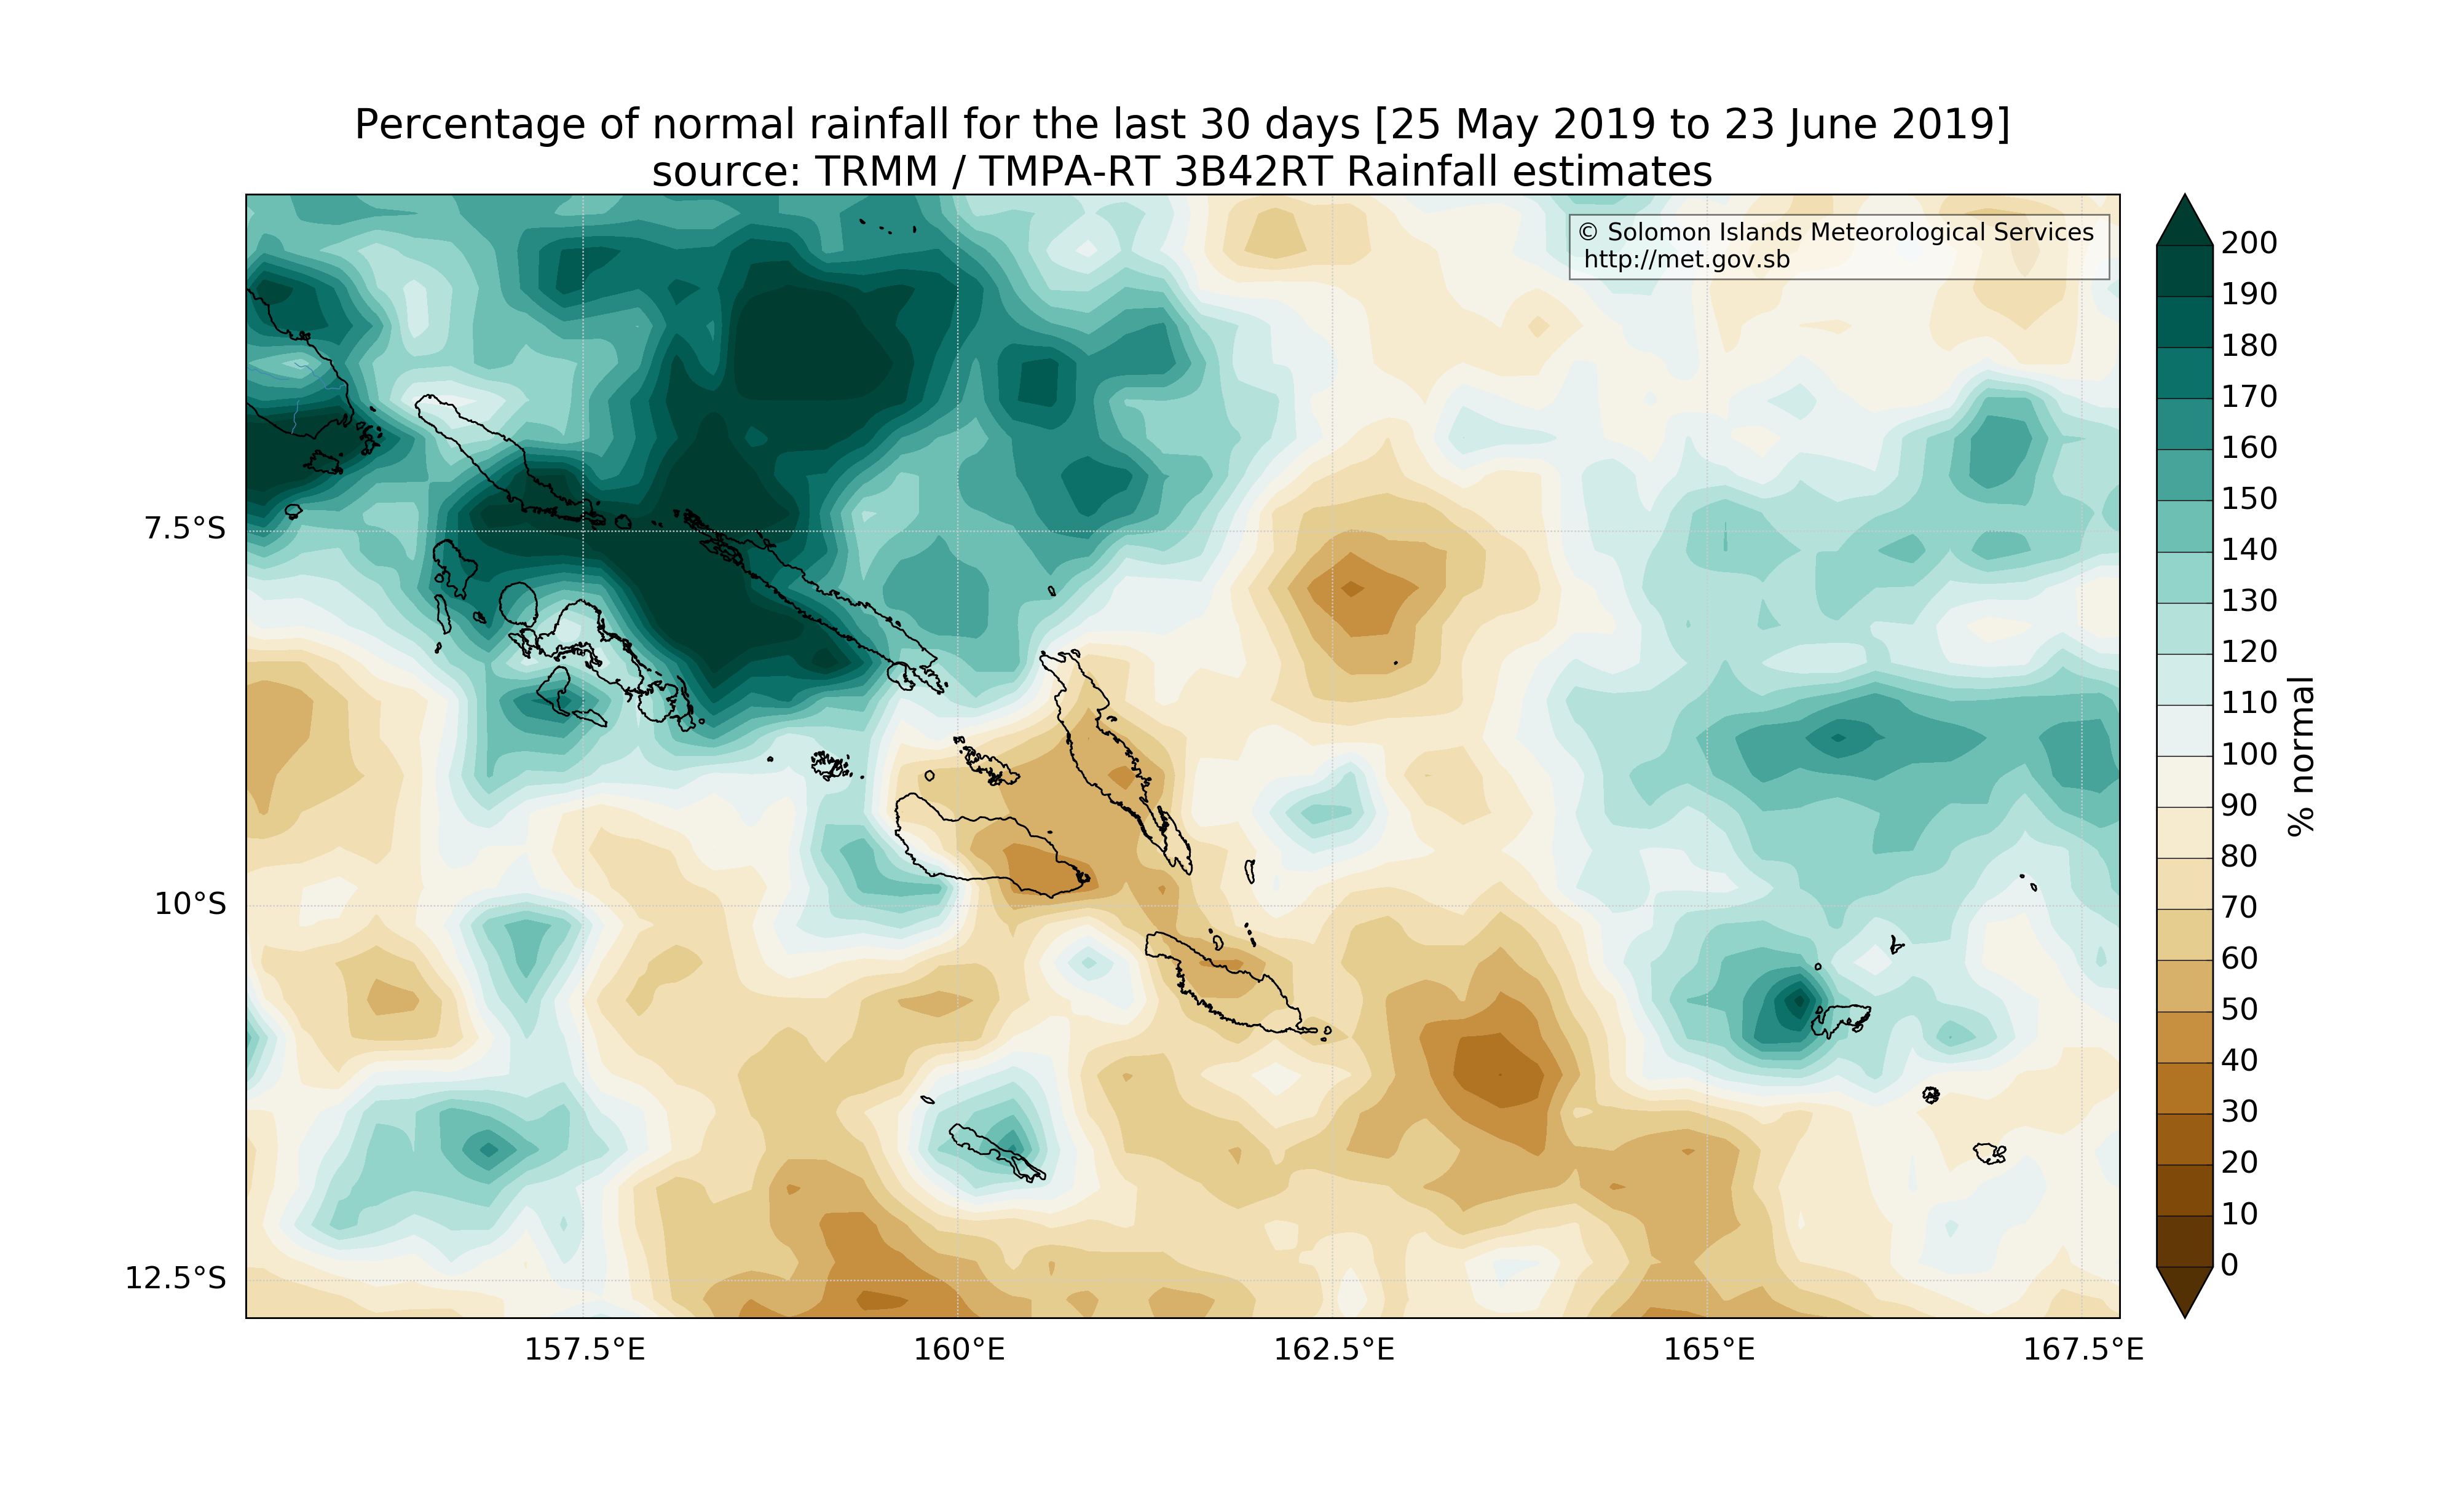 Percentage of normal rainfall for the last 30 days [25 May 2019 to 23 June 2019]
source: TRMM / TMPA-RT 3B42RT Rainfall estimates
© Solomon Islands Meteorological Services
http://met.gov.sb
7.5°S
10°S
12.5°S
157.5°E
160°E
162.5°E
165°E
167.5°E
200
190
180
170
160
150
140
130
120
110
100
90
80
70
60
50
40
30
20
10
0
% normal